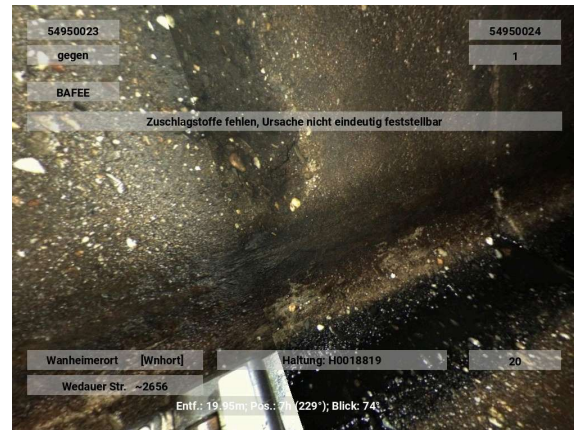 54950023 54950024
gegen 1
BAFEE
Zuschlagstoffe fehlen, Ursache nicht eindeutig feststellbar
Wanheimerort [Wnhort] Haltung: H0018819 20
Wedauer Str. ~2656
Entf.: 19.95m; Pos.: 7h (229°); Blick: 74°